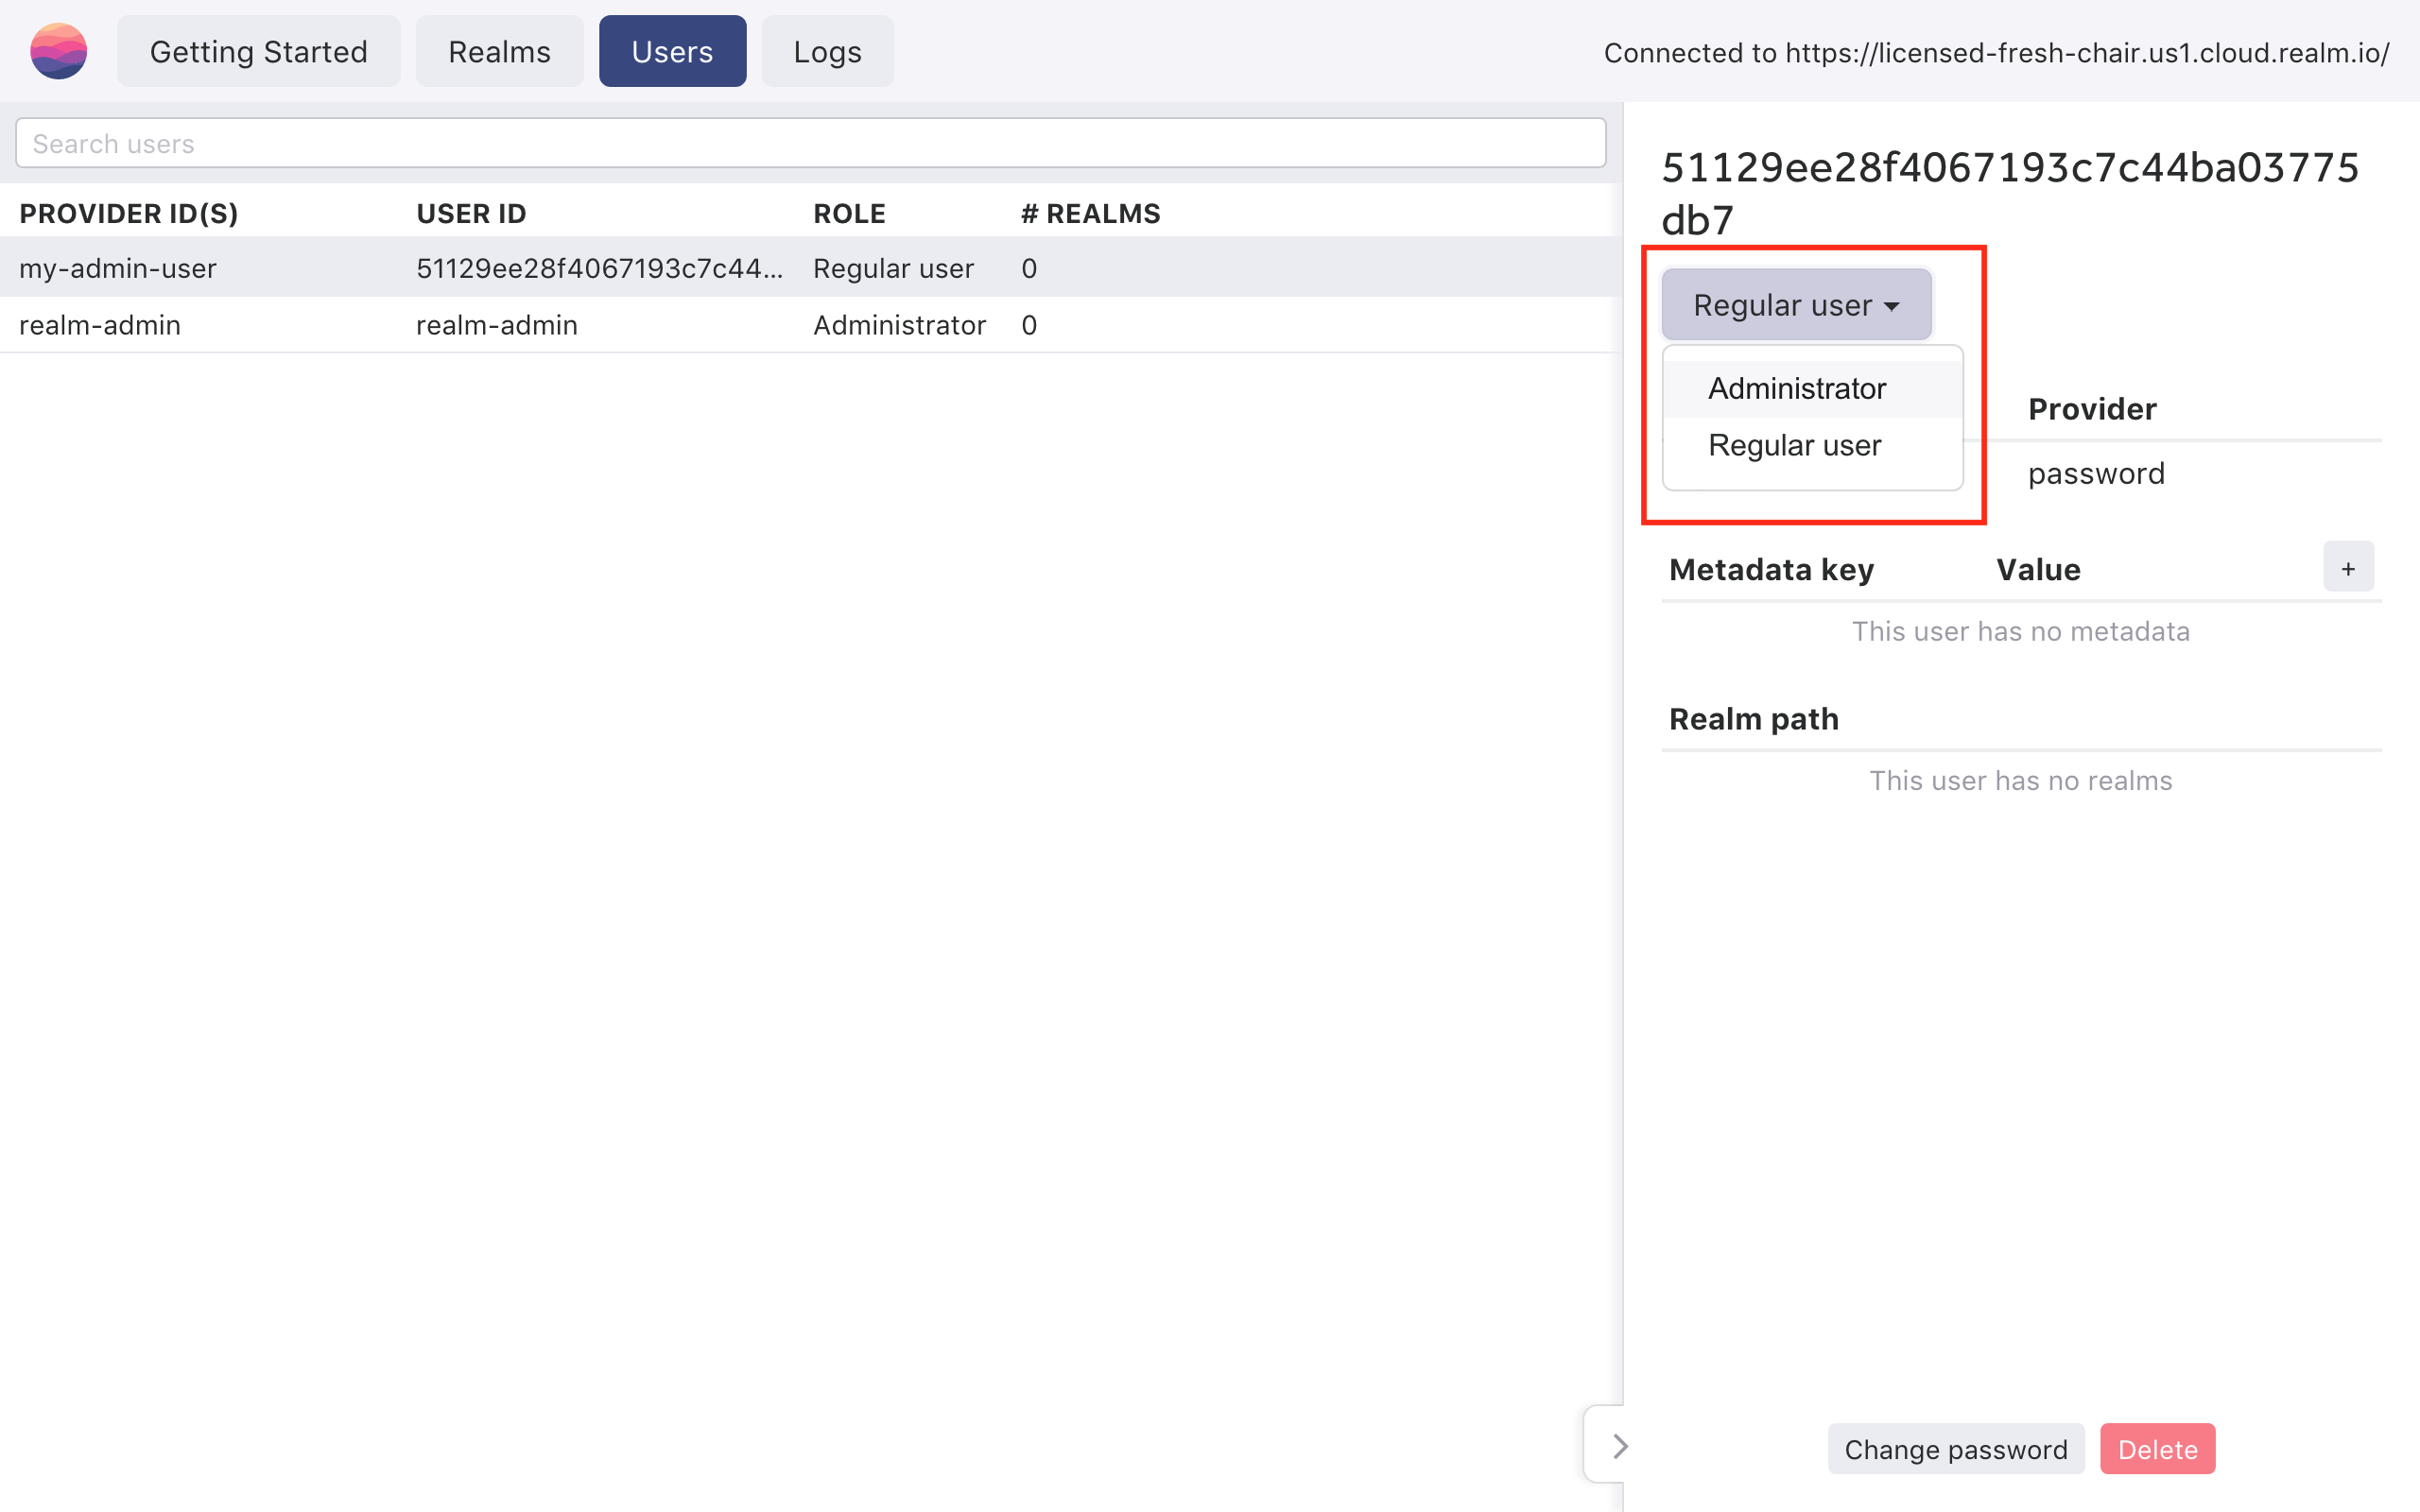 Getting Started
Realms
Users
Logs
Connected to https://licensed-fresh-chair.us1.cloud.realm.io/
Search users
PROVIDER ID(S) USER ID ROLE # REALMS
my-admin-user 51129ee28f4067193c7c44... Regular user 0
realm-admin realm-admin Administrator 0
51129ee28f4067193c7c44ba03775
db7
Regular user
Administrator
Regular user
Provider
password
Metadata key Value +
This user has no metadata
Realm path
This user has no realms
Change password
Delete